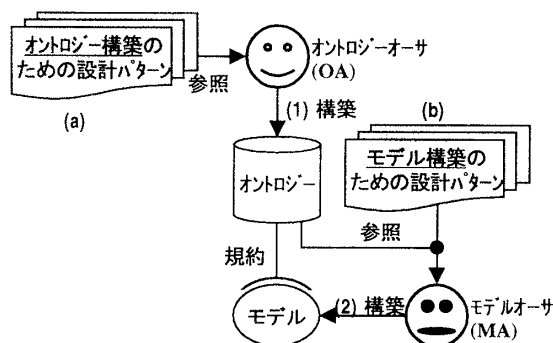 オントロジー構築の
ための設計パターン
(a)
参照
オントロジーオーサ
(OA)
(1) 構築
オントロジー
(b)
モデル構築の
ための設計パターン
参照
規約
モデル
(2) 構築
モデルオーサ
(MA)